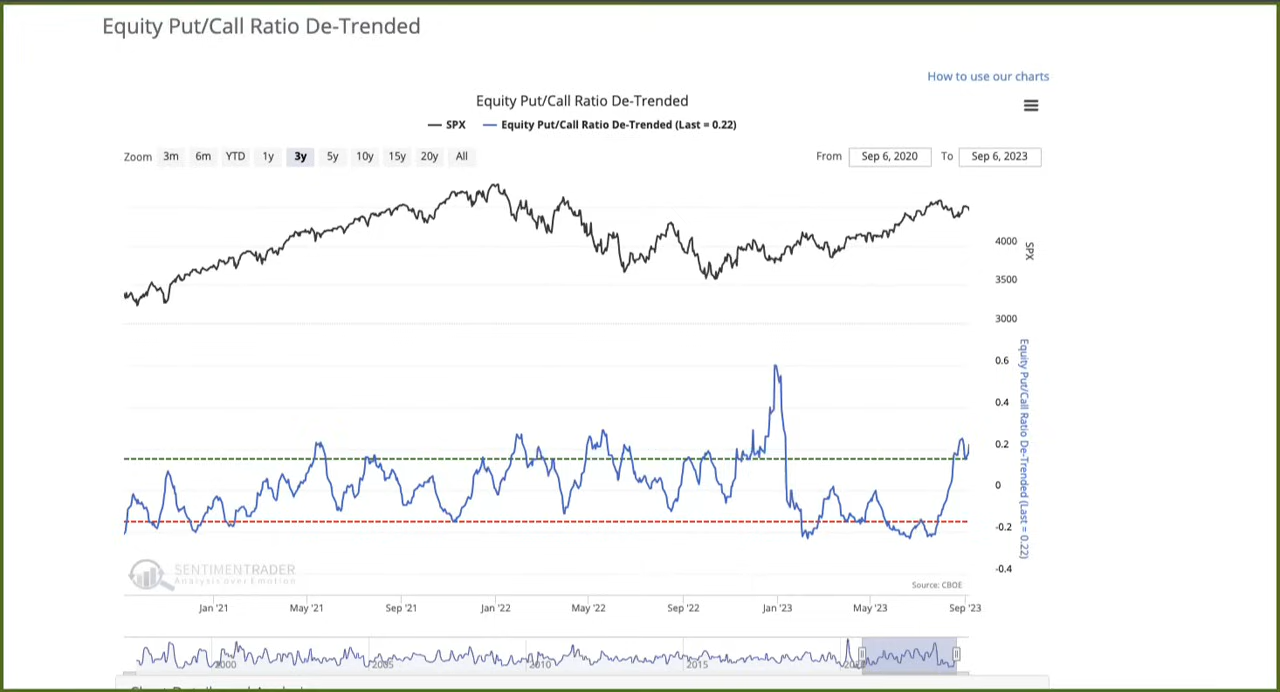 Equity Put/Call Ratio De-Trended
How to use our charts
Equity Put/Call Ratio De-Trended
SPX Equity Put/Call Ratio De-Trended (Last = 0.22)
Zoom 3m 6m YTD 1y 3y 5y 10y 15y 20y All From Sep 6, 2020 To Sep 6, 2023
4000
3500
3000
SPX
0.6
0.4
0.2
0
-0.2
-0.4
Equity Put/Call Ratio De-Trended (Last = 0.22)
SENTIMENTRADER
Analysis over Emotion
Source: CBOE
Jan '21 May '21 Sep '21 Jan '22 May '22 Sep '22 Jan '23 May '23 Sep '23
2000 2005 2010 2015